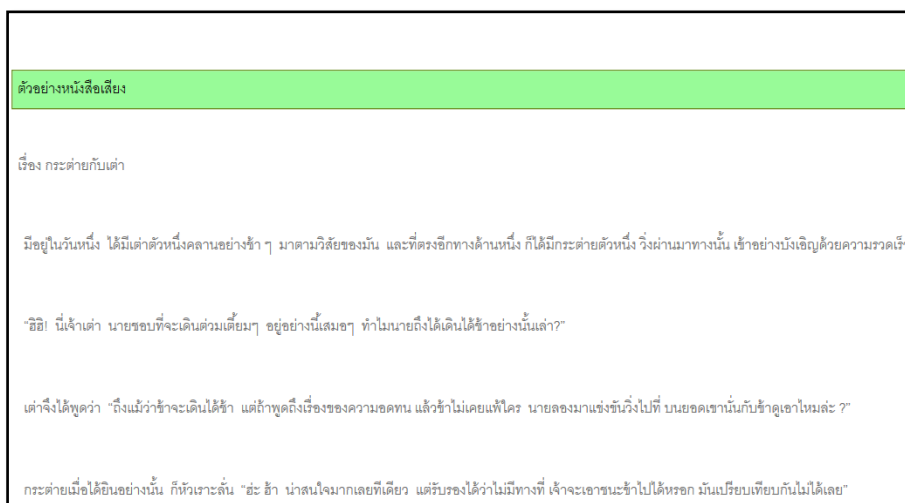 ตัวอย่างหนังสือเสียง
เรื่อง กระต่ายกับเต่า
มีอยู่ในวันหนึ่ง ได้มีเต่าตัวหนึ่งคลานอย่างช้า ๆ มาตามวิสัยของมัน และที่ตรงอีกทางด้านหนึ่ง ก็ได้มีกระต่ายตัวหนึ่ง วิ่งผ่านมาทางนั้น เข้าอย่างบังเอิญด้วยความ
"ฮิฮิ! นี่เจ้าเต่า นายชอบที่จะเดินต่วมเตี้ยมๆ อยู่อย่างนี้เสมอๆ ทำไมนายถึงได้เดินได้ช้าอย่างนั้นเล่า?"
เต่าจึงได้พูดว่า "ถึงแม้ว่าข้าจะเดินได้ช้า แต่ถ้าพูดถึงเรื่องของความอดทน แล้วข้าไม่เคยแพ้ใคร นายลองมาแข่งขันวิ่งไปที่ บนยอดเขานั่นกับข้าดูเอาไหมล่ะ ?"
กระต่ายเมื่อได้ยินอย่างนั้น ก็หัวเราะลั่น "ฮ่ะ ฮ้า น่าสนใจมากเลยทีเดียว แต่รับรองได้ว่าไม่มีทางที่ เจ้าจะเอาชนะข้าไปได้หรอก มันเปรียบเทียบกันไม่ได้เลย"